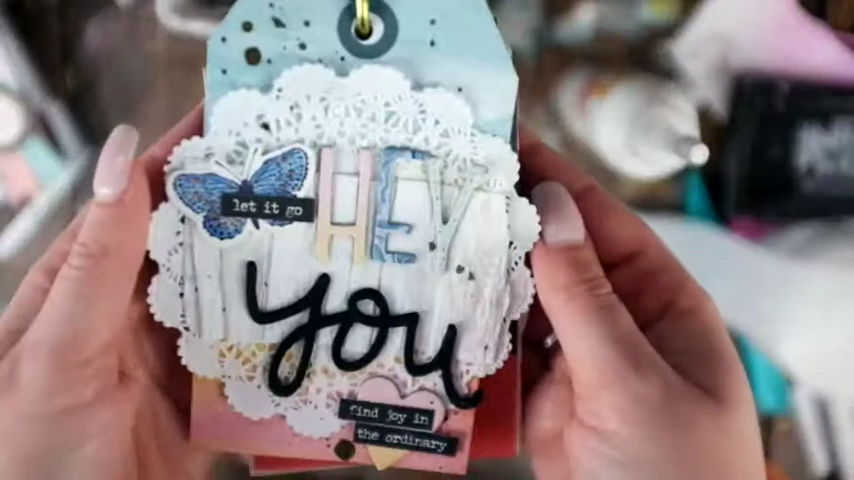 HEY
let it go
you
find joy in
the ordinary